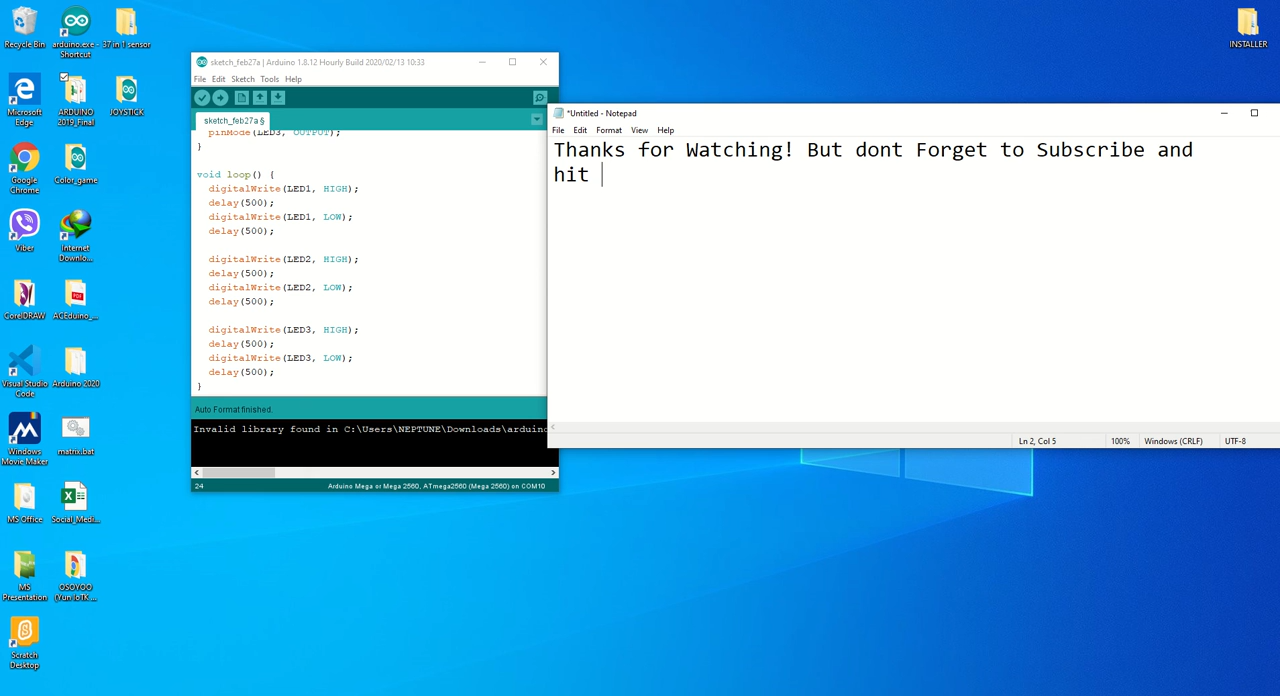 Recycle Bin
arduino.exe - Shortcut
37 in 1 sensor
INSTALLER
Microsoft Edge
ARDUINO 2019_Final
JOYSTICK
Google Chrome
Color_game
Viber
Internet Downlo...
CorelDRAW
ACEduino_...
Visual Studio Code
Arduino 2020
Windows Movie Maker
matrix.bat
MS Office
Social_Medi...
MS Presentation
OSOYOO (Yun IoTK ...
Scratch Desktop
sketch_feb27a | Arduino 1.8.12 Hourly Build 2020/02/13 10:33
File Edit Sketch Tools Help
sketch_feb27a §
pinMode(LED3, OUTPUT);
}
void loop() {
digitalWrite(LED1, HIGH);
delay(500);
digitalWrite(LED1, LOW);
delay(500);
digitalWrite(LED2, HIGH);
delay(500);
digitalWrite(LED2, LOW);
delay(500);
digitalWrite(LED3, HIGH);
delay(500);
digitalWrite(LED3, LOW);
delay(500);
}
Auto Format finished.
Invalid library found in C:\Users\NEPTUNE\Downloads\arduino
24
Arduino Mega or Mega 2560, ATmega2560 (Mega 2560) on COM10
*Untitled - Notepad
File Edit Format View Help
Thanks for Watching! But dont Forget to Subscribe and
hit
Ln 2, Col 5
100%
Windows (CRLF)
UTF-8